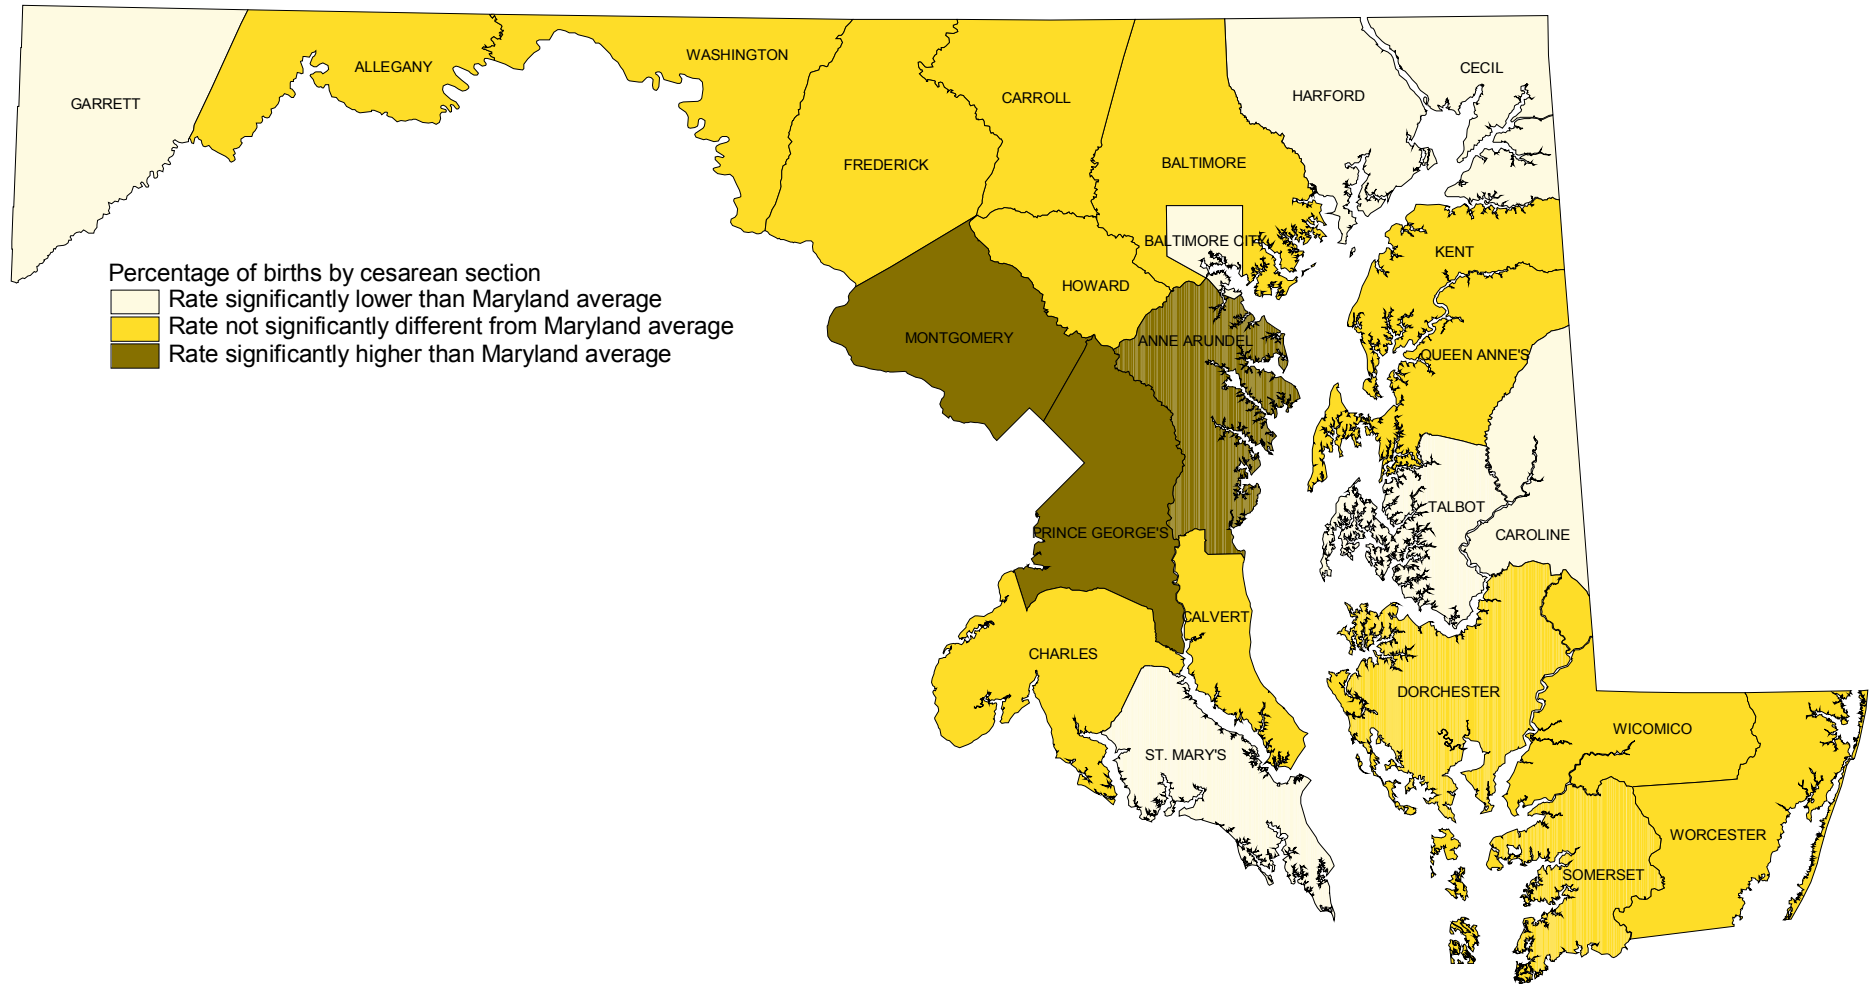 WASHINGTON
ALLEGANY
CECIL
GARRETT
CARROLL
HARFORD
FREDERICK
BALTIMORE
BALTIMORE CITY
KENT
Percentage of births by cesarean section
HOWARD
Rate significantly lower than Maryland average
Rate not significantly different from Maryland average
MONTGOMERY
ANNE ARUNDEL
Rate significantly higher than Maryland average
QUEEN ANNE'S
TALBOT
PRINCE GEORGE'S
CAROLINE
CALVERT
CHARLES
DORCHESTER
WICOMICO
ST. MARY'S
WORCESTER
SOMERSET